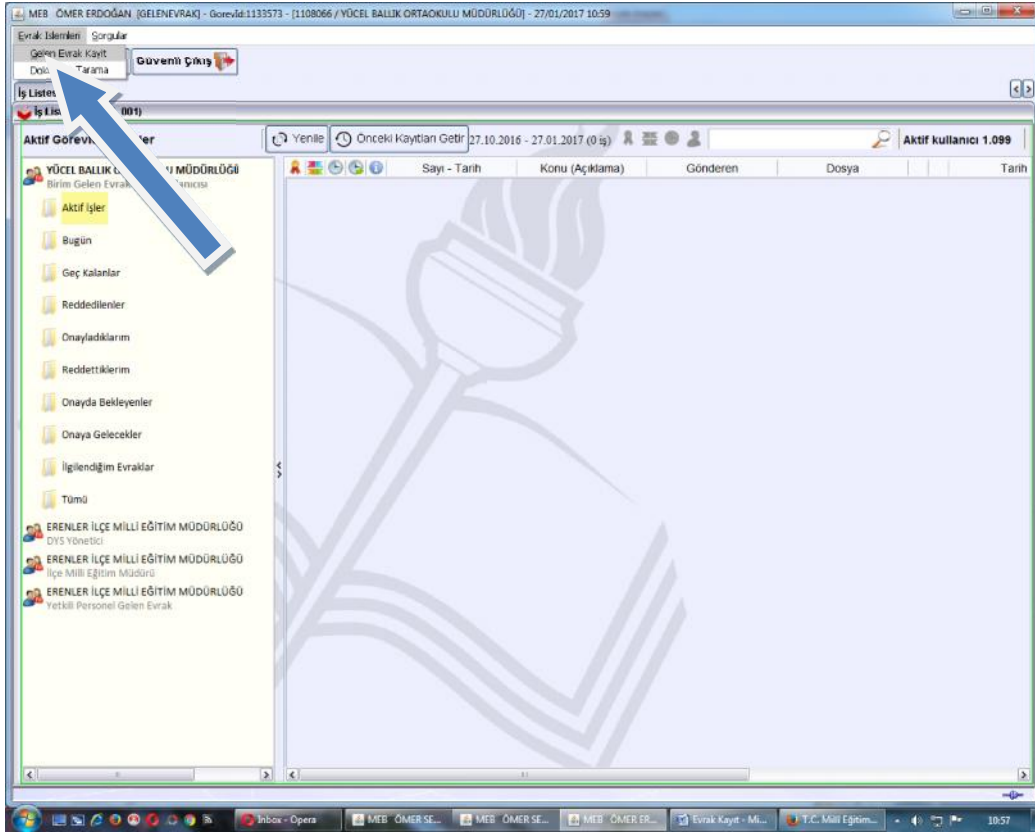 MEB ÖMER ERDOĞAN [GELENEVRAK] - GorevId:1133573 - [1108066 / YÜCEL BALLIK ORTAOKULU MÜDÜRLÜĞÜ] - 27/01/2017 10:59
Evrak Islemleri Sorgular
Gelen Evrak Kayit
Tarama
Güvenli Çıkış
İş Listes
İş Lis 001)
Aktif Görev ler
Yenile Önceki Kayıtları Getir 27.10.2016 - 27.01.2017 (0 iş) Aktif kullanıcı 1.099
Sayı - Tarih Konu (Açıklama) Gönderen Dosya Tarih
YÜCEL BALLIK MÜDÜRLÜĞÜ
Birim Gelen Evrak
Aktif İşler
Bugün
Geç Kalanlar
Reddedilenler
Onayladıklarım
Reddettiklerim
Onayda Bekleyenler
Onaya Gelecekler
İlgilendiğim Evraklar
Tümü
ERENLER İLÇE MİLLİ EĞİTİM MÜDÜRLÜĞÜ
DYS Yönetici
ERENLER İLÇE MİLLİ EĞİTİM MÜDÜRLÜĞÜ
İlçe Milli Eğitim Müdürü
ERENLER İLÇE MİLLİ EĞİTİM MÜDÜRLÜĞÜ
Yetkili Personel Gelen Evrak
Inbox - Opera MEB ÖMER SE... MEB ÖMER SE... MEB ÖMER ER... Evrak Kayıt - Mi... T.C. Milli Eğitim... 10:57